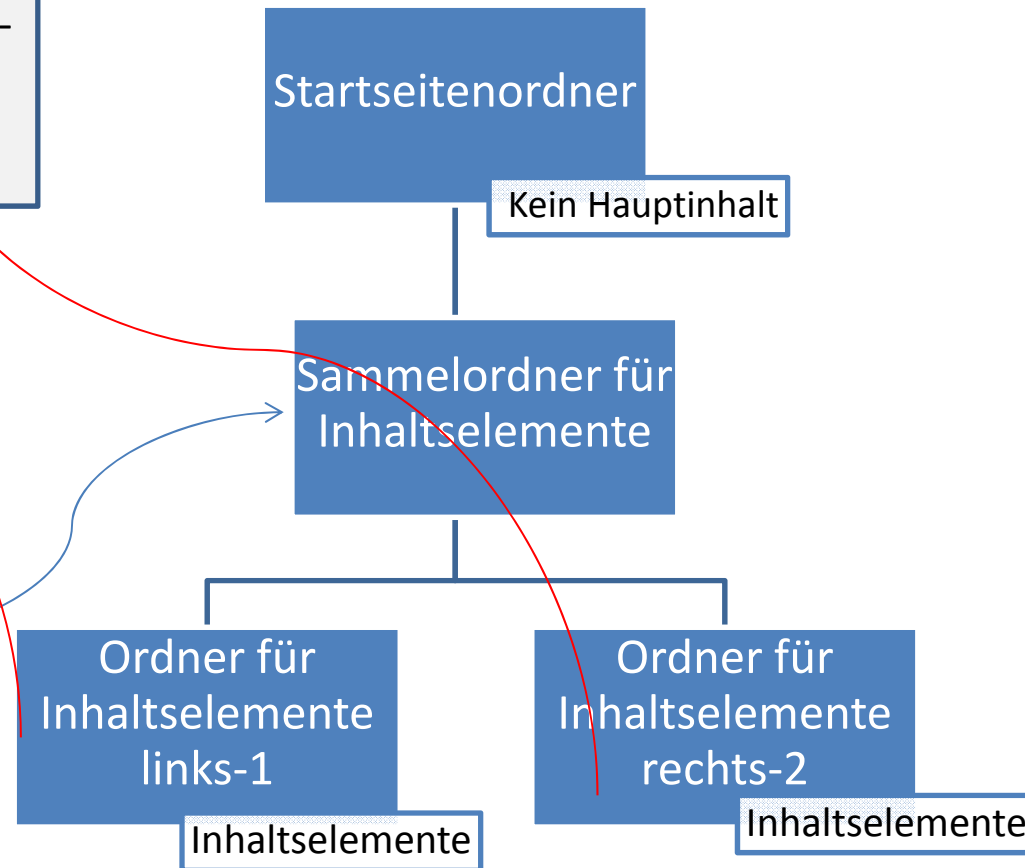 Startseitenordner
Kein Hauptinhalt
Sammelordner für
Inhaltselemente
Ordner für
Inhaltselemente
links-1
Inhaltselemente
Ordner für
Inhaltselemente
rechts-2
Inhaltselemente